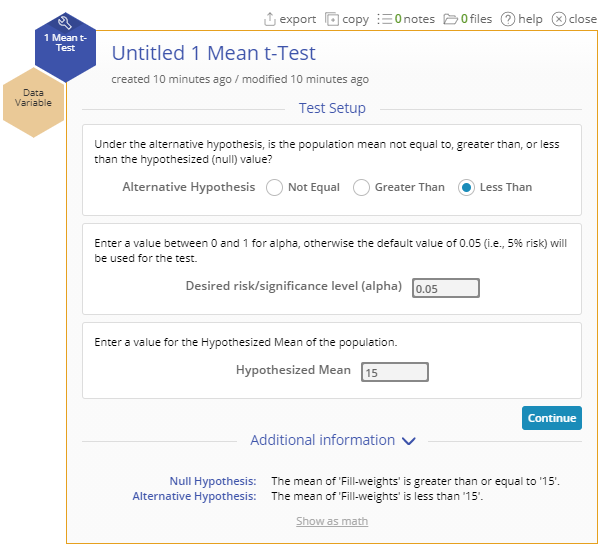 export copy 0 notes 0 files help close
1 Mean t-
Test
Data
Variable
Untitled 1 Mean t-Test
created 10 minutes ago / modified 10 minutes ago
Test Setup
Under the alternative hypothesis, is the population mean not equal to, greater than, or less
than the hypothesized (null) value?
Alternative Hypothesis Not Equal Greater Than Less Than
Enter a value between 0 and 1 for alpha, otherwise the default value of 0.05 (i.e., 5% risk) will
be used for the test.
Desired risk/significance level (alpha) 0.05
Enter a value for the Hypothesized Mean of the population.
Hypothesized Mean 15
Continue
Additional information
Null Hypothesis: The mean of 'Fill-weights' is greater than or equal to '15'.
Alternative Hypothesis: The mean of 'Fill-weights' is less than '15'.
Show as math